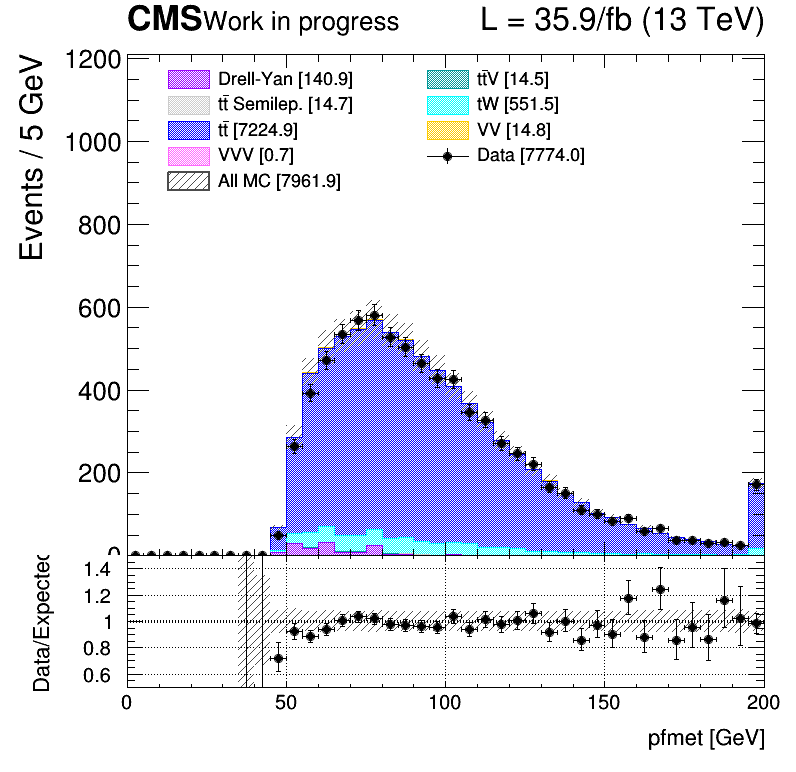 CMS Work in progress L = 35.9/fb (13 TeV)
Events / 5 GeV
1200
1000
800
600
400
200
0
Drell-Yan [140.9]
tt̄ Semilep. [14.7]
tt̄ [7224.9]
VVV [0.7]
All MC [7961.9]
tt̄V [14.5]
tW [551.5]
VV [14.8]
Data [7774.0]
Data/Expected
1.4
1.2
1
0.8
0.6
0 50 100 150 200
pfmet [GeV]